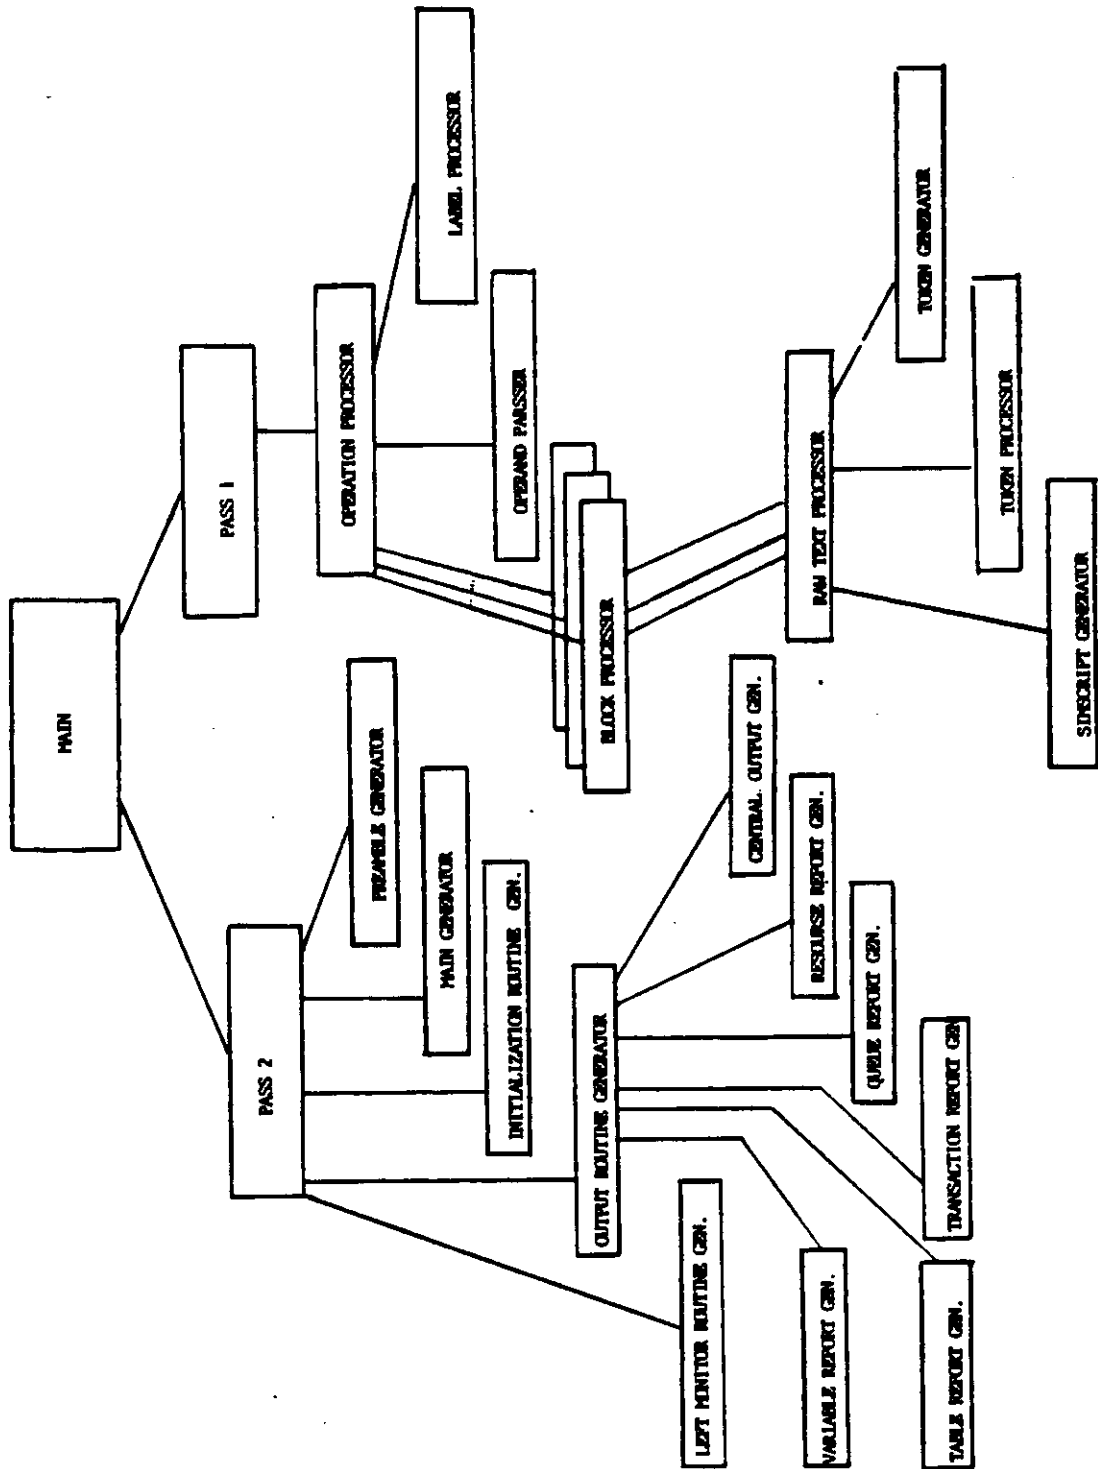 MAIN
PASS 1
PASS 2
OPERATION PROCESSOR
LABEL PROCESSOR
OPERAND PARSSER
BLOCK PROCESSOR
RAW TEXT PROCESSOR
TOKEN GENERATOR
TOKEN PROCESSOR
SIMSCRIPT GENERATOR
PREAMBLE GENERATOR
MAIN GENERATOR
INITIALIZATION ROUTINE GEN.
OUTPUT ROUTINE GENERATOR
LEFT MONITOR ROUTINE GEN.
CENTRAL OUTPUT GEN.
RESOURSE REPORT GEN.
QUEUE REPORT GEN.
TRANSACTION REPORT GEN
VARIABLE REPORT GEN.
TABLE REPORT GEN.